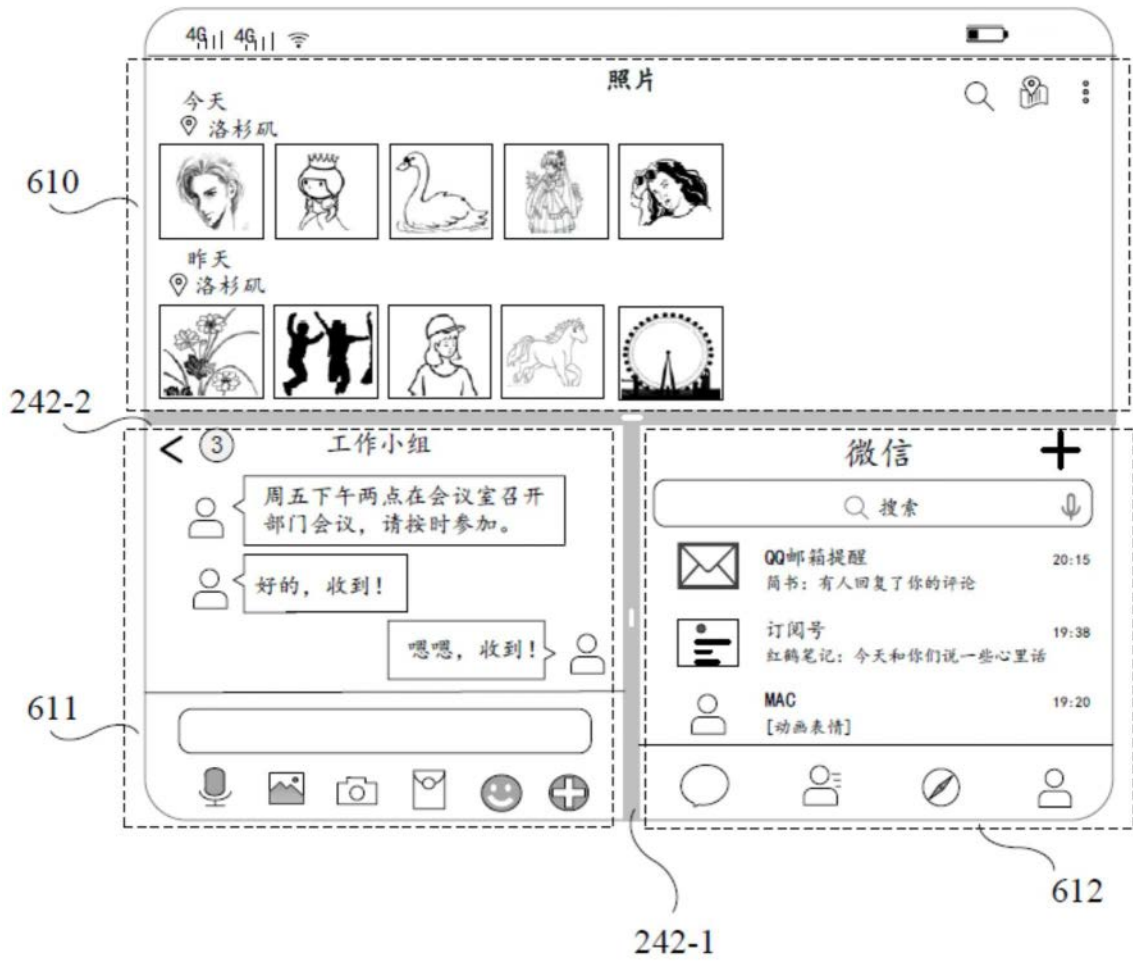 4G 4G
照片
今天
洛杉矶
610
昨天
洛杉矶
242-2
3
工作小组
周五下午两点在会议室召开
部门会议，请按时参加。
好的，收到！
嗯嗯，收到！
611
微信
搜索
QQ邮箱提醒
20:15
简书：有人回复了你的评论
订阅号
19:38
红鹤笔记：今天和你们说一些心里话
MAC
19:20
[动画表情]
612
242-1